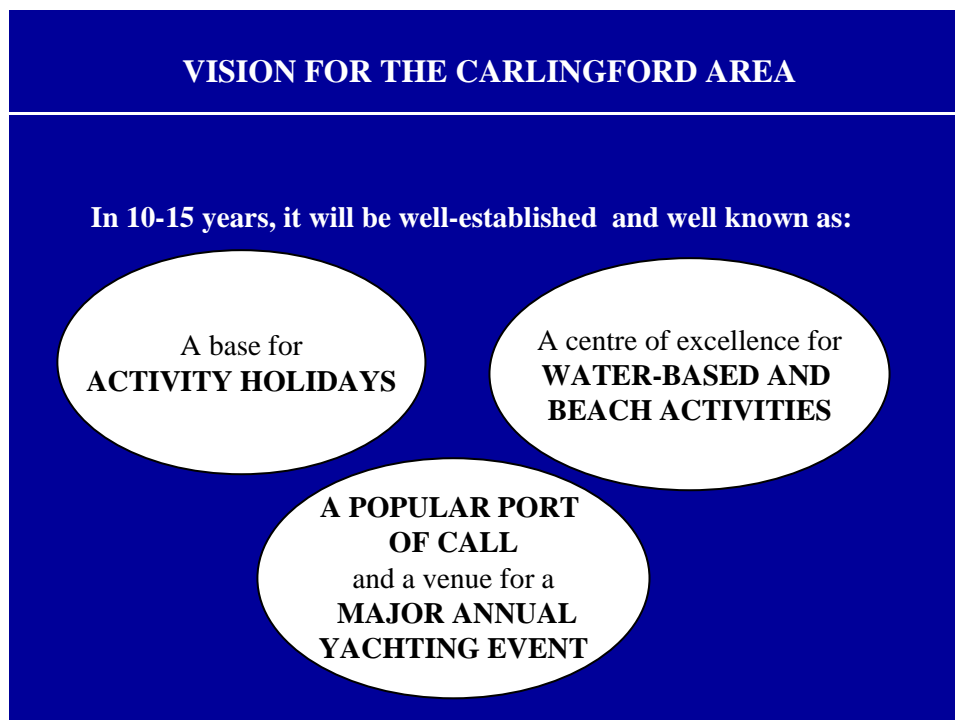 VISION FOR THE CARLINGFORD AREA
In 10-15 years, it will be well-established and well known as:
A base for
ACTIVITY HOLIDAYS
A centre of excellence for
WATER-BASED AND
BEACH ACTIVITIES
A POPULAR PORT
OF CALL
and a venue for a
MAJOR ANNUAL
YACHTING EVENT